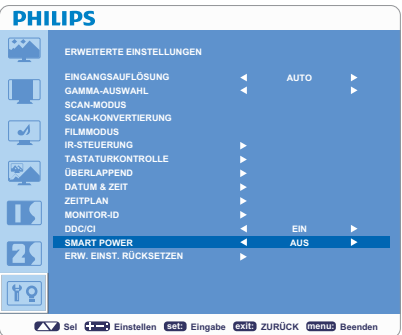 PHILIPS
ERWEITERTE EINSTELLUNGEN
EINGANGSAUFLÖSUNG AUTO
GAMMA-AUSWAHL
SCAN-MODUS
SCAN-KONVERTIERUNG
FILMMODUS
IR-STEUERUNG
TASTATURKONTROLLE
ÜBERLAPPEND
DATUM & ZEIT
ZEITPLAN
MONITOR-ID
DDC/CI EIN
SMART POWER AUS
ERW. EINST. RÜCKSETZEN
Sel Einstellen set: Eingabe exit: ZURÜCK menu: Beenden